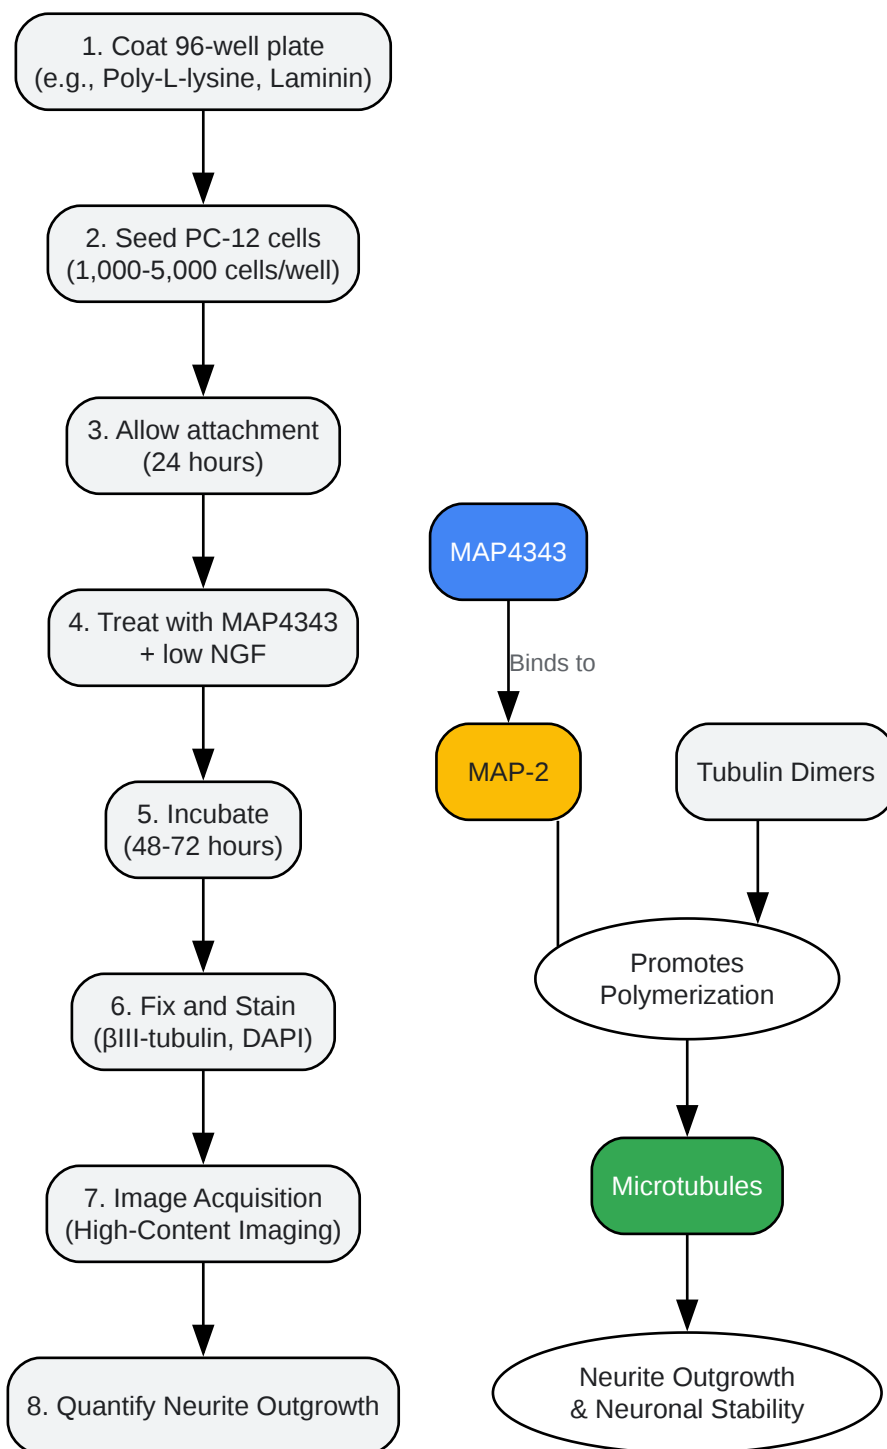 1. Coat 96-well plate
(e.g., Poly-L-lysine, Laminin)
2. Seed PC-12 cells
(1,000-5,000 cells/well)
3. Allow attachment
(24 hours)
4. Treat with MAP4343
+ low NGF
5. Incubate
(48-72 hours)
6. Fix and Stain
(βIII-tubulin, DAPI)
7. Image Acquisition
(High-Content Imaging)
8. Quantify Neurite Outgrowth
MAP4343
Binds to
MAP-2
Tubulin Dimers
Promotes
Polymerization
Microtubules
Neurite Outgrowth
& Neuronal Stability